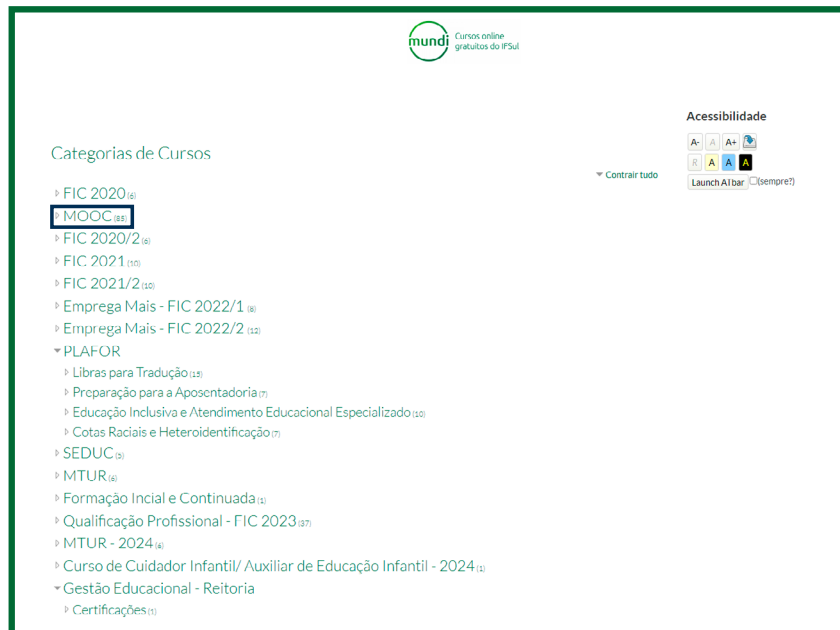 mundi
Cursos online
gratuitos do IFSul
Acessibilidade
A- A A+
R A A A
Launch ATbar (sempre?)
Categorias de Cursos
Contrair tudo
FIC 2020 (6)
MOOC (85)
FIC 2020/2 (6)
FIC 2021 (10)
FIC 2021/2 (10)
Emprega Mais - FIC 2022/1 (8)
Emprega Mais - FIC 2022/2 (12)
PLAFOR
Libras para Tradução (15)
Preparação para a Aposentadoria (7)
Educação Inclusiva e Atendimento Educacional Especializado (10)
Cotas Raciais e Heteroidentificação (7)
SEDUC (5)
MTUR (6)
Formação Incial e Continuada (1)
Qualificação Profissional - FIC 2023 (37)
MTUR - 2024 (6)
Curso de Cuidador Infantil/ Auxiliar de Educação Infantil - 2024 (1)
Gestão Educacional - Reitoria
Certificações (1)